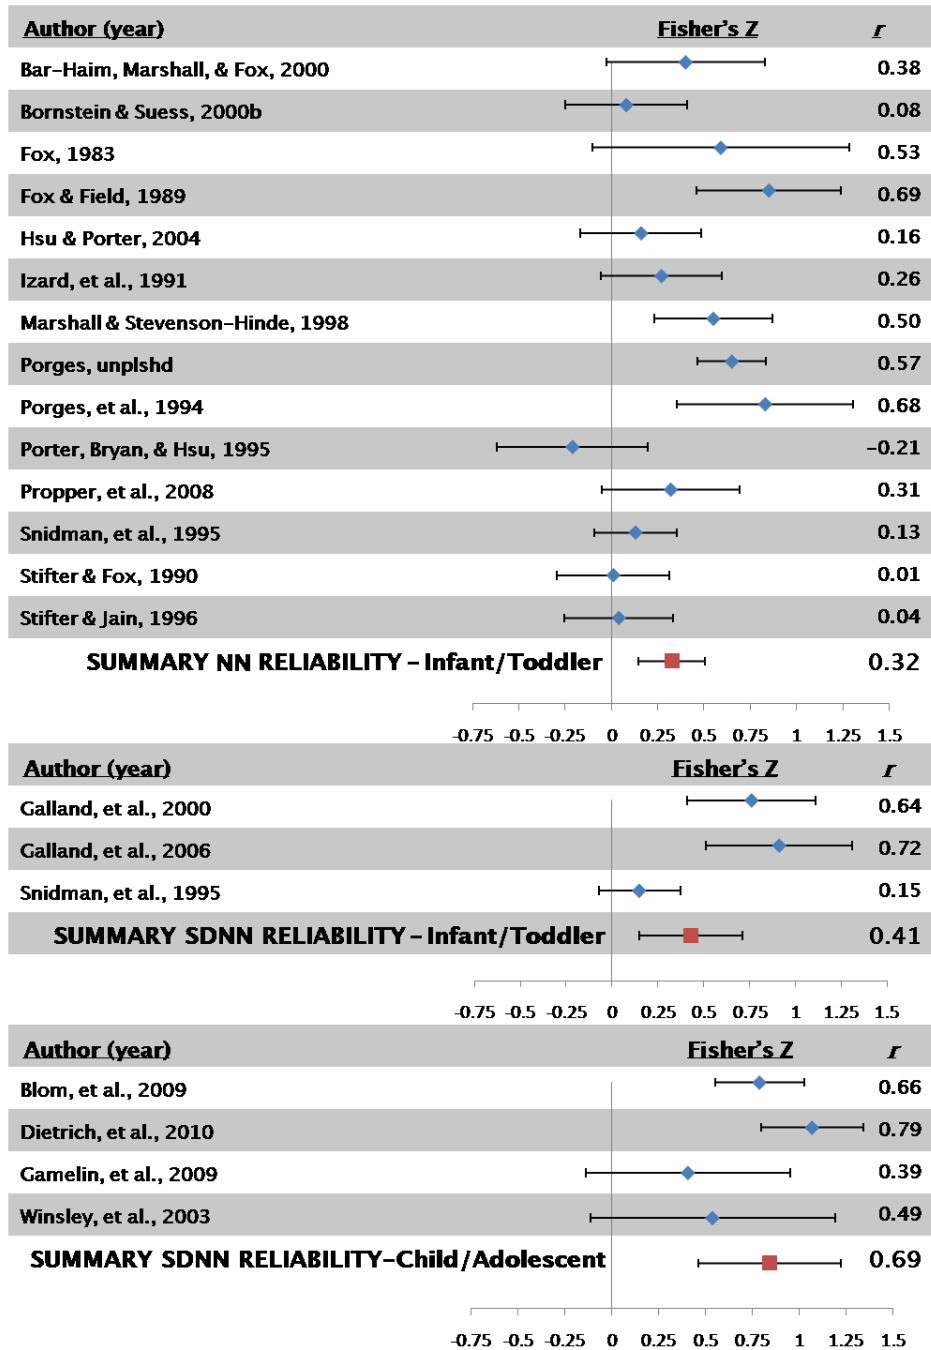 Author (year) Fisher's Z r
Bar-Haim, Marshall, & Fox, 2000 0.38
Bornstein & Suess, 2000b 0.08
Fox, 1983 0.53
Fox & Field, 1989 0.69
Hsu & Porter, 2004 0.16
Izard, et al., 1991 0.26
Marshall & Stevenson-Hinde, 1998 0.50
Porges, unplshd 0.57
Porges, et al., 1994 0.68
Porter, Bryan, & Hsu, 1995 -0.21
Propper, et al., 2008 0.31
Snidman, et al., 1995 0.13
Stifter & Fox, 1990 0.01
Stifter & Jain, 1996 0.04
SUMMARY NN RELIABILITY - Infant/Toddler 0.32
-0.75 -0.5 -0.25 0 0.25 0.5 0.75 1 1.25 1.5
Author (year) Fisher's Z r
Galland, et al., 2000 0.64
Galland, et al., 2006 0.72
Snidman, et al., 1995 0.15
SUMMARY SDNN RELIABILITY - Infant/Toddler 0.41
-0.75 -0.5 -0.25 0 0.25 0.5 0.75 1 1.25 1.5
Author (year) Fisher's Z r
Blom, et al., 2009 0.66
Dietrich, et al., 2010 0.79
Gamelin, et al., 2009 0.39
Winsley, et al., 2003 0.49
SUMMARY SDNN RELIABILITY-Child/Adolescent 0.69
-0.75 -0.5 -0.25 0 0.25 0.5 0.75 1 1.25 1.5